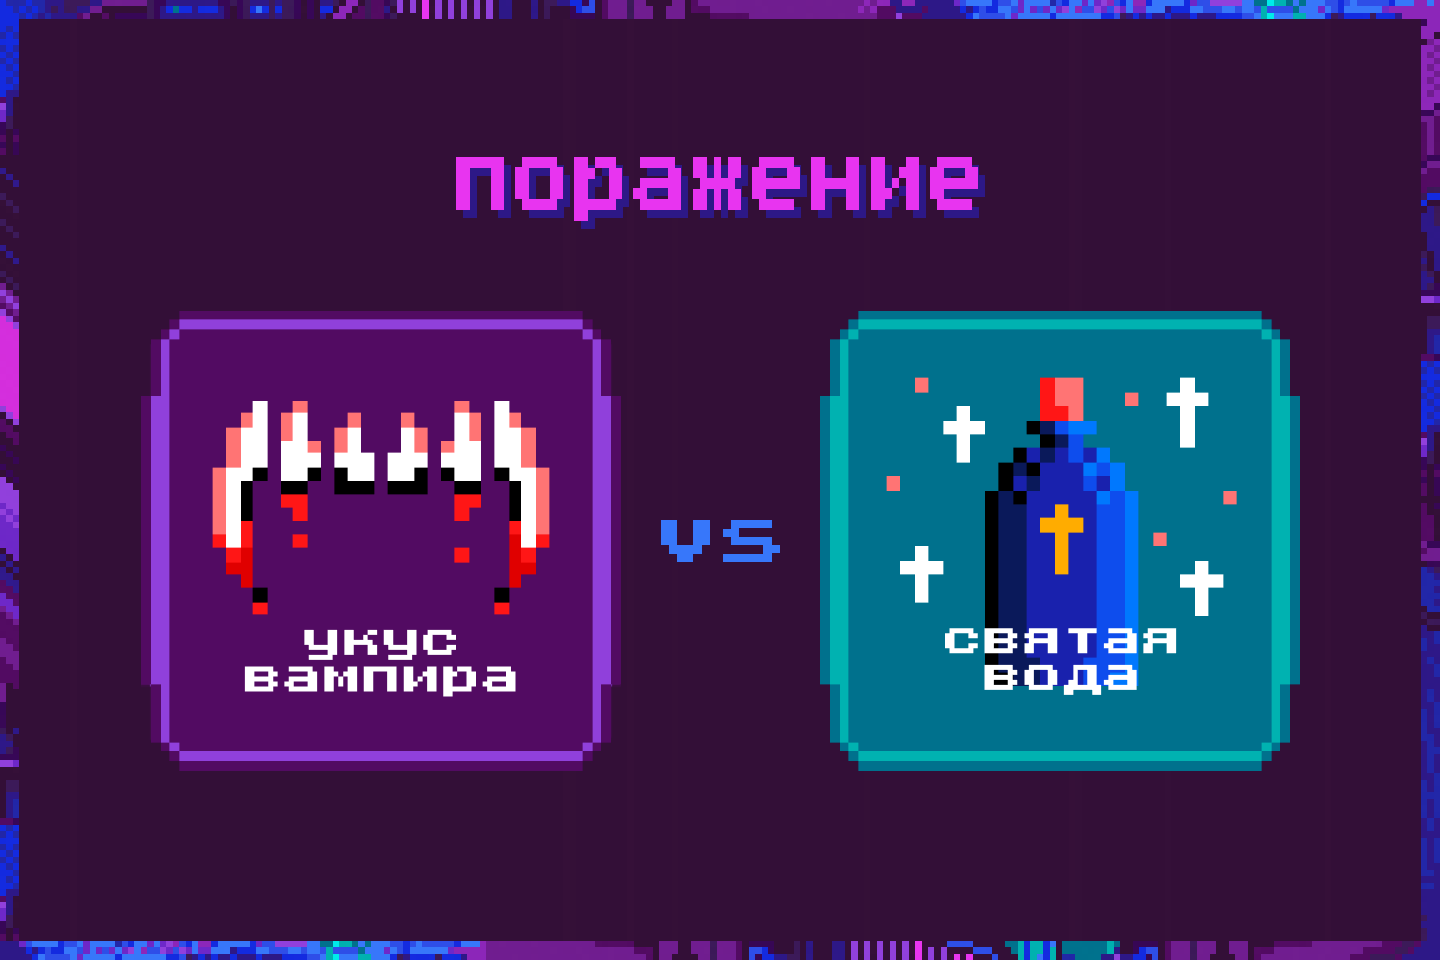 поражение
укус
вампира
vs
святая
вода